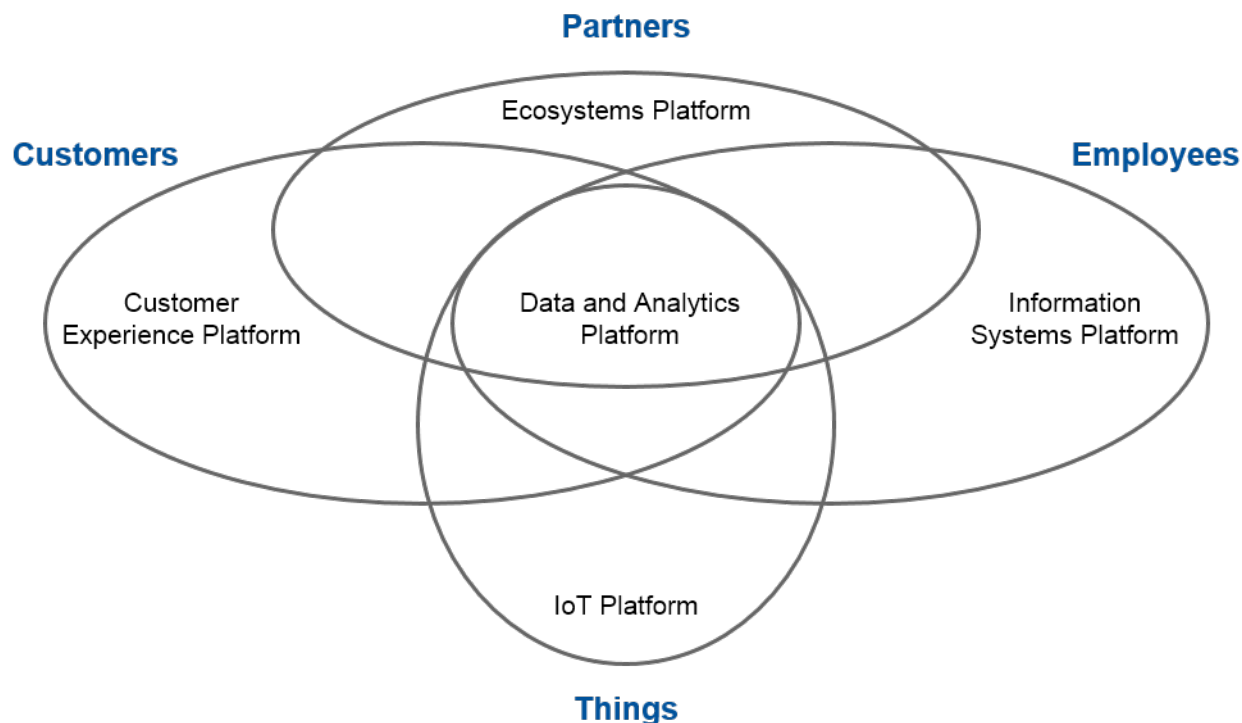 Partners
Ecosystems Platform
Customers
Employees
Customer
Experience Platform
Data and Analytics
Platform
Information
Systems Platform
IoT Platform
Things